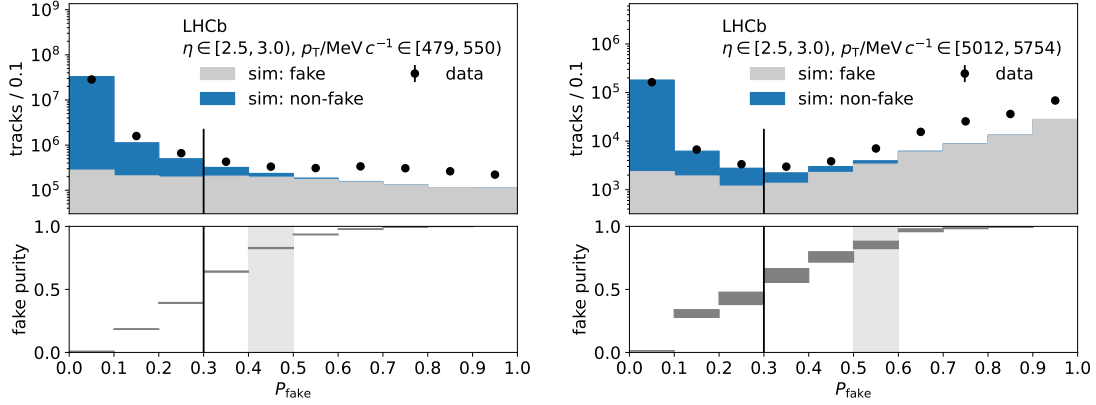 LHCb
η ∈ [2.5, 3.0), p_T/MeV c⁻¹ ∈ [479, 550)
sim: fake
data
sim: non-fake
tracks / 0.1
10⁹
10⁸
10⁷
10⁶
10⁵
fake purity
1.0
0.5
0.0
0.0 0.1 0.2 0.3 0.4 0.5 0.6 0.7 0.8 0.9 1.0
P_fake
LHCb
η ∈ [2.5, 3.0), p_T/MeV c⁻¹ ∈ [5012, 5754)
sim: fake
data
sim: non-fake
tracks / 0.1
10⁶
10⁵
10⁴
10³
fake purity
1.0
0.5
0.0
0.0 0.1 0.2 0.3 0.4 0.5 0.6 0.7 0.8 0.9 1.0
P_fake